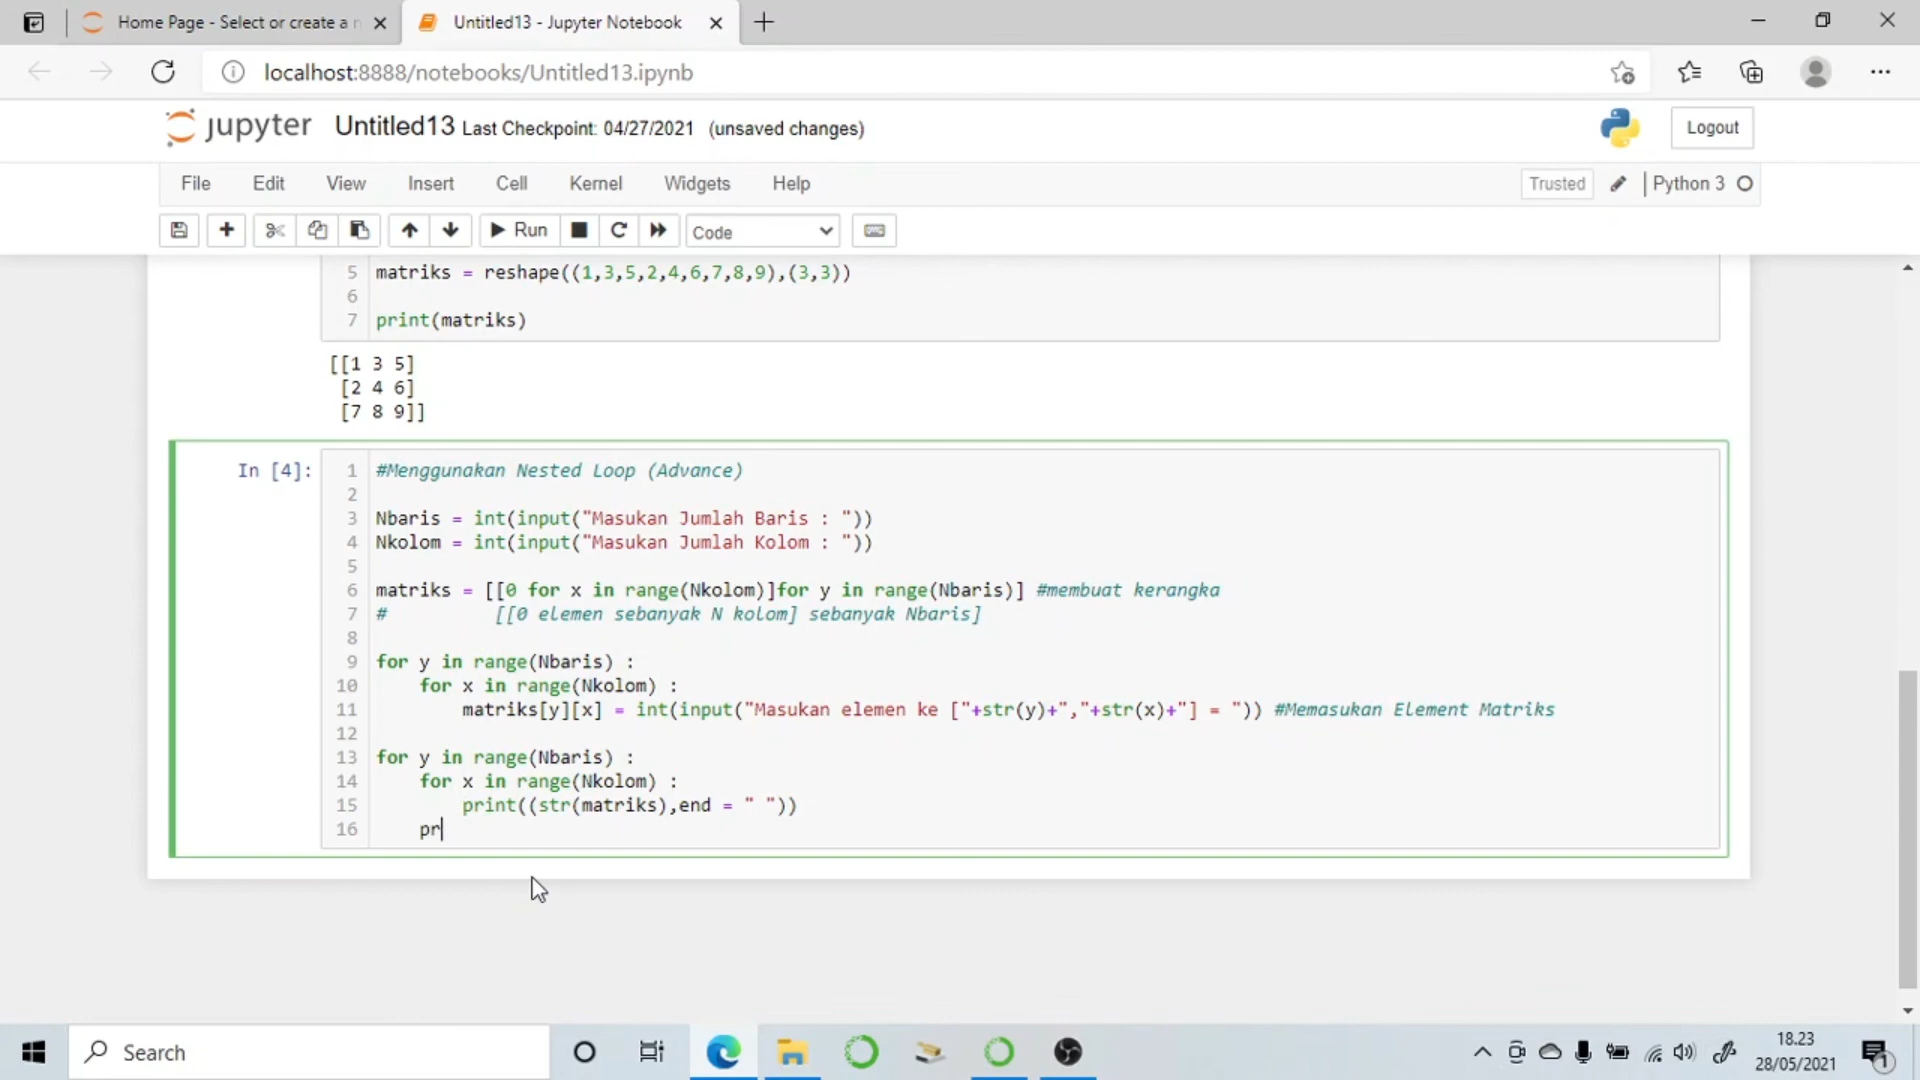 Home Page - Select or create a n
Untitled13 - Jupyter Notebook
localhost:8888/notebooks/Untitled13.ipynb
jupyter Untitled13 Last Checkpoint: 04/27/2021 (unsaved changes)
Logout
File Edit View Insert Cell Kernel Widgets Help
Trusted
Python 3
Run
Code
5 matriks = reshape((1,3,5,2,4,6,7,8,9),(3,3))
6
7 print(matriks)
[[1 3 5]
[2 4 6]
[7 8 9]]
In [4]:
1 #Menggunakan Nested Loop (Advance)
2
3 Nbaris = int(input("Masukan Jumlah Baris : "))
4 Nkolom = int(input("Masukan Jumlah Kolom : "))
5
6 matriks = [[0 for x in range(Nkolom)]for y in range(Nbaris)] #membuat kerangka
7 # [[0 elemen sebanyak N kolom] sebanyak Nbaris]
8
9 for y in range(Nbaris) :
10 for x in range(Nkolom) :
11 matriks[y][x] = int(input("Masukan elemen ke ["+str(y)+","+str(x)+"] = ")) #Memasukan Element Matriks
12
13 for y in range(Nbaris) :
14 for x in range(Nkolom) :
15 print((str(matriks),end = " "))
16 pr
Search
18.23
28/05/2021
1